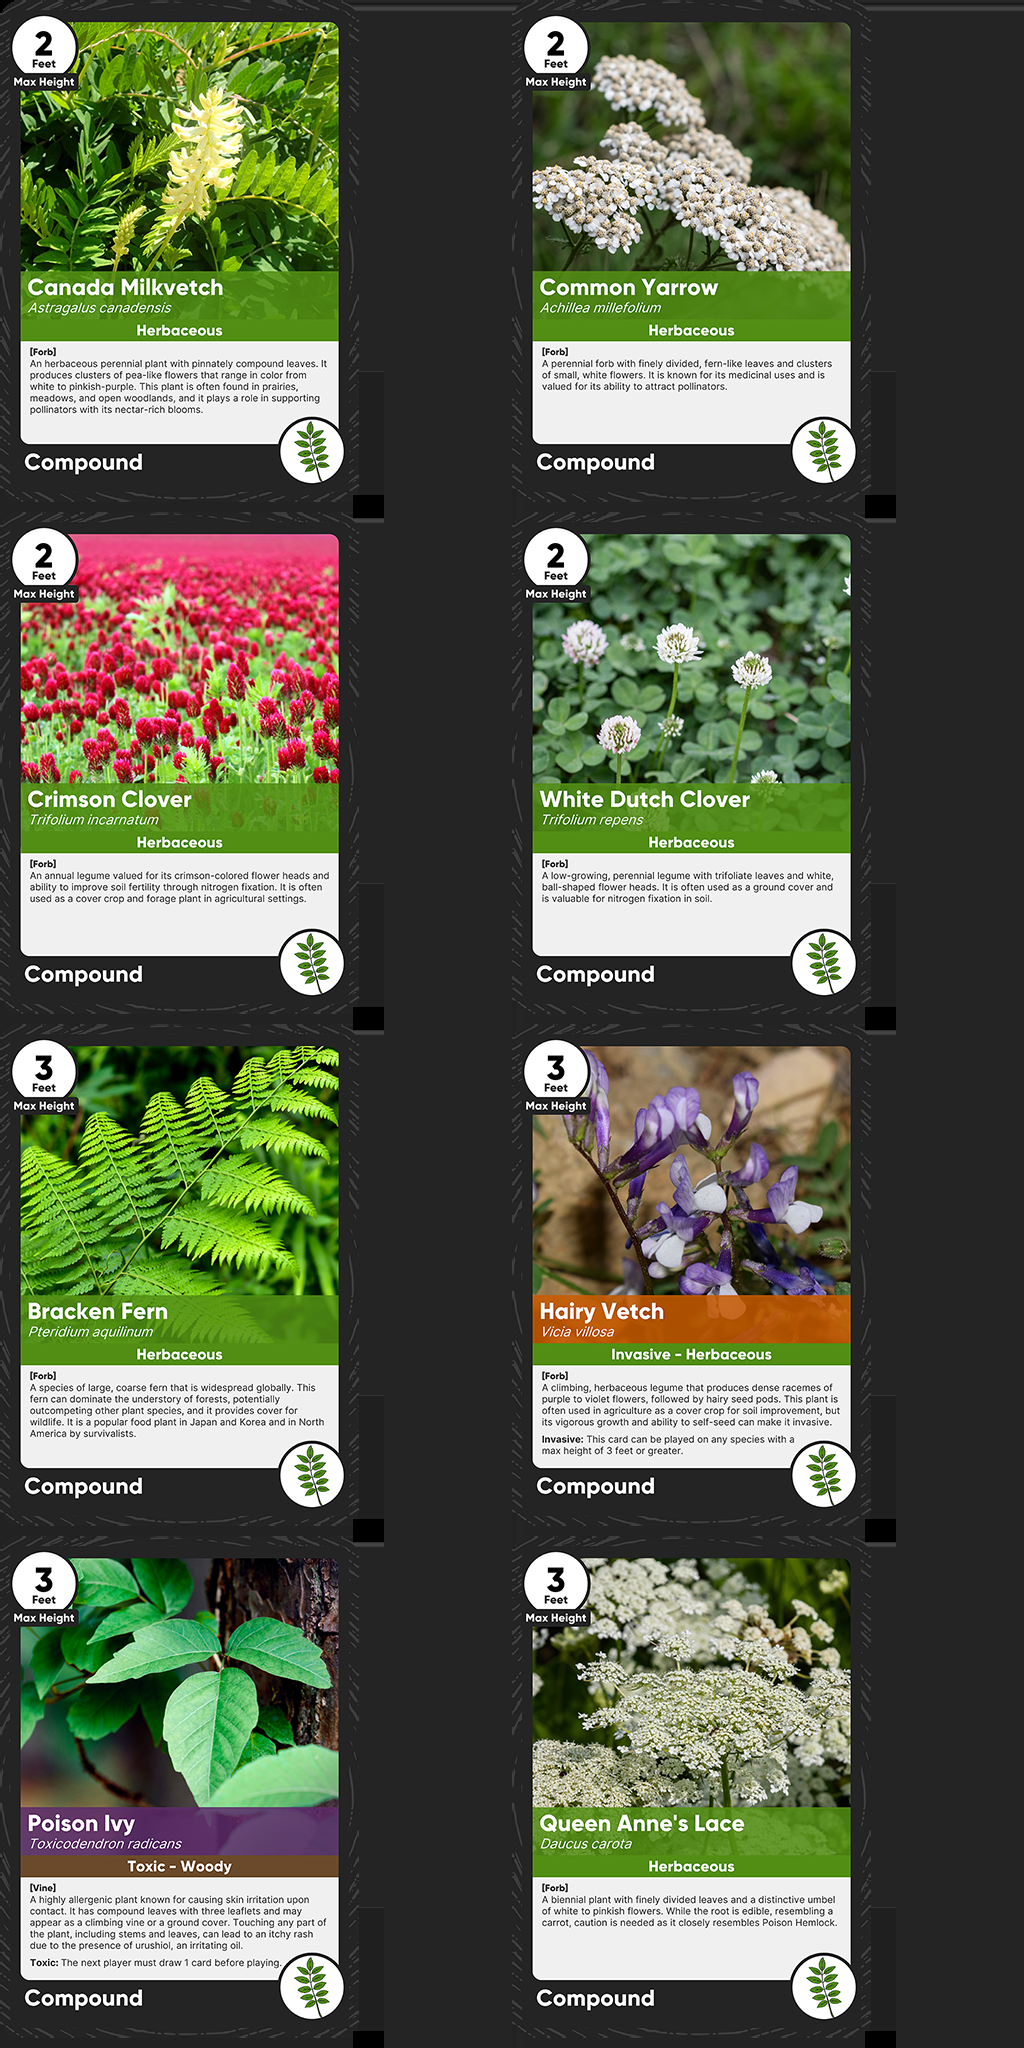 2
Feet
Max Height
Canada Milkvetch
Astragalus canadensis
Herbaceous
[Forb]
An herbaceous perennial plant with pinnately compound leaves. It
produces clusters of pea-like flowers that range in color from
white to pinkish-purple. This plant is often found in prairies,
meadows, and open woodlands, and it plays a role in supporting
pollinators with its nectar-rich blooms.
Compound
2
Feet
Max Height
Common Yarrow
Achillea millefolium
Herbaceous
[Forb]
A perennial forb with finely divided, fern-like leaves and clusters
of small, white flowers. It is known for its medicinal uses and is
valued for its ability to attract pollinators.
Compound
2
Feet
Max Height
Crimson Clover
Trifolium incarnatum
Herbaceous
[Forb]
An annual legume valued for its crimson-colored flower heads and
ability to improve soil fertility through nitrogen fixation. It is often
used as a cover crop and forage plant in agricultural settings.
Compound
2
Feet
Max Height
White Dutch Clover
Trifolium repens
Herbaceous
[Forb]
A low-growing, perennial legume with trifoliate leaves and white,
ball-shaped flower heads. It is often used as a ground cover and
is valuable for nitrogen fixation in soil.
Compound
3
Feet
Max Height
Bracken Fern
Pteridium aquilinum
Herbaceous
[Forb]
A species of large, coarse fern that is widespread globally. This
fern can dominate the understory of forests, potentially
outcompeting other plant species, and it provides cover for
wildlife. It is a popular food plant in Japan and Korea and in North
America by survivalists.
Compound
3
Feet
Max Height
Hairy Vetch
Vicia villosa
Invasive - Herbaceous
[Forb]
A climbing, herbaceous legume that produces dense racemes of
purple to violet flowers, followed by hairy seed pods. This plant is
often used in agriculture as a cover crop for soil improvement, but
its vigorous growth and ability to self-seed can make it invasive.
Invasive: This card can be played on any species with a
max height of 3 feet or greater.
Compound
3
Feet
Max Height
Poison Ivy
Toxicodendron radicans
Toxic - Woody
[Vine]
A highly allergenic plant known for causing skin irritation upon
contact. It has compound leaves with three leaflets and may
appear as a climbing vine or a ground cover. Touching any part of
the plant, including stems and leaves, can lead to an itchy rash
due to the presence of urushiol, an irritating oil.
Toxic: The next player must draw 1 card before playing.
Compound
3
Feet
Max Height
Queen Anne's Lace
Daucus carota
Herbaceous
[Forb]
A biennial plant with finely divided leaves and a distinctive umbel
of white to pinkish flowers. While the root is edible, resembling a
carrot, caution is needed as it closely resembles Poison Hemlock.
Compound